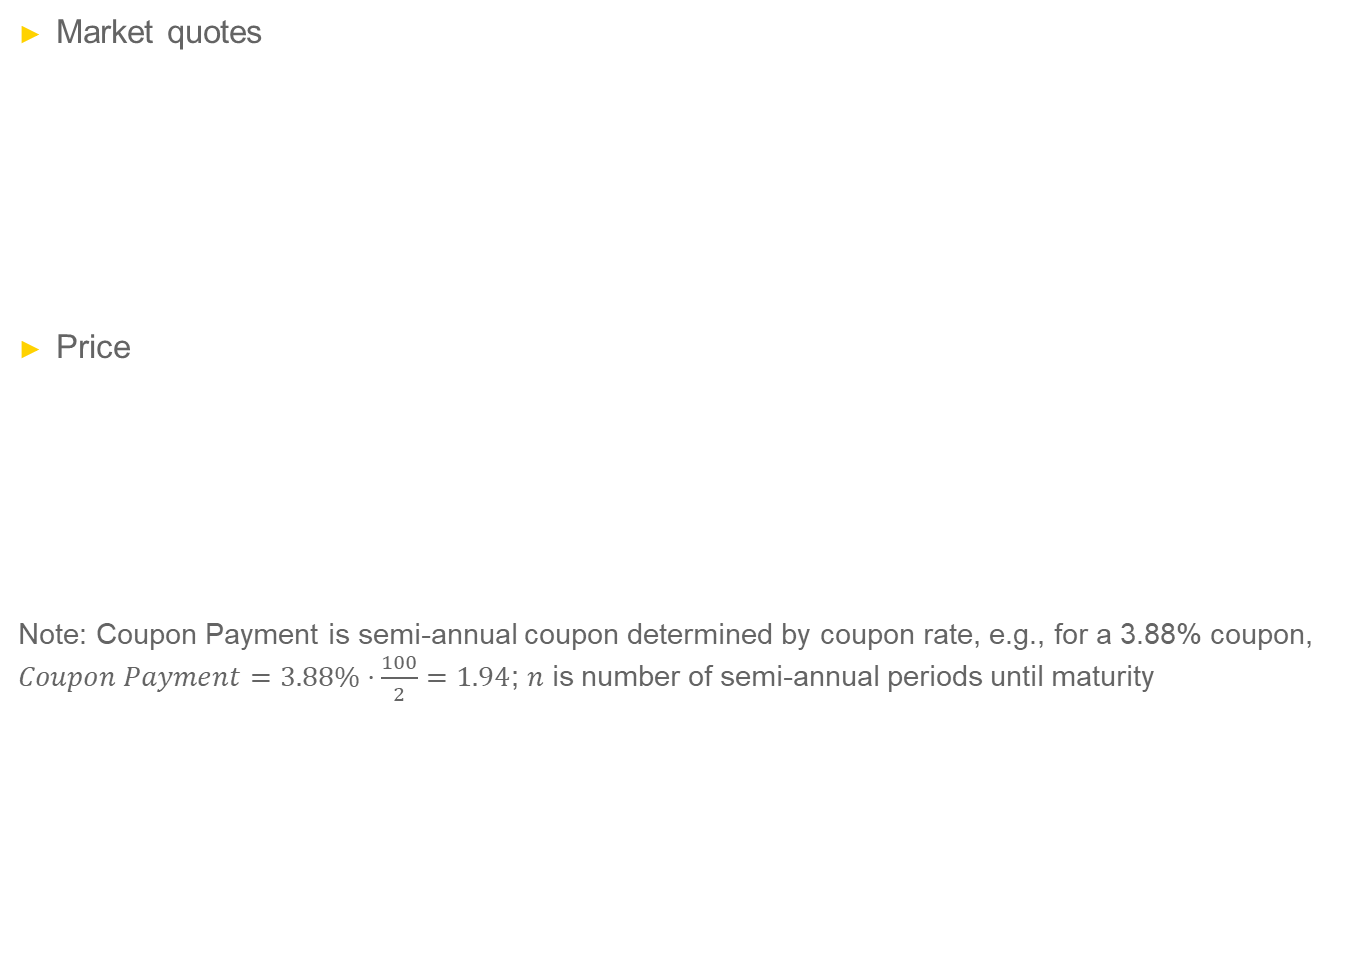 ► Market quotes
► Price
Note: Coupon Payment is semi-annual coupon determined by coupon rate, e.g., for a 3.88% coupon,
Coupon Payment = 3.88% · 100/2 = 1.94; n is number of semi-annual periods until maturity